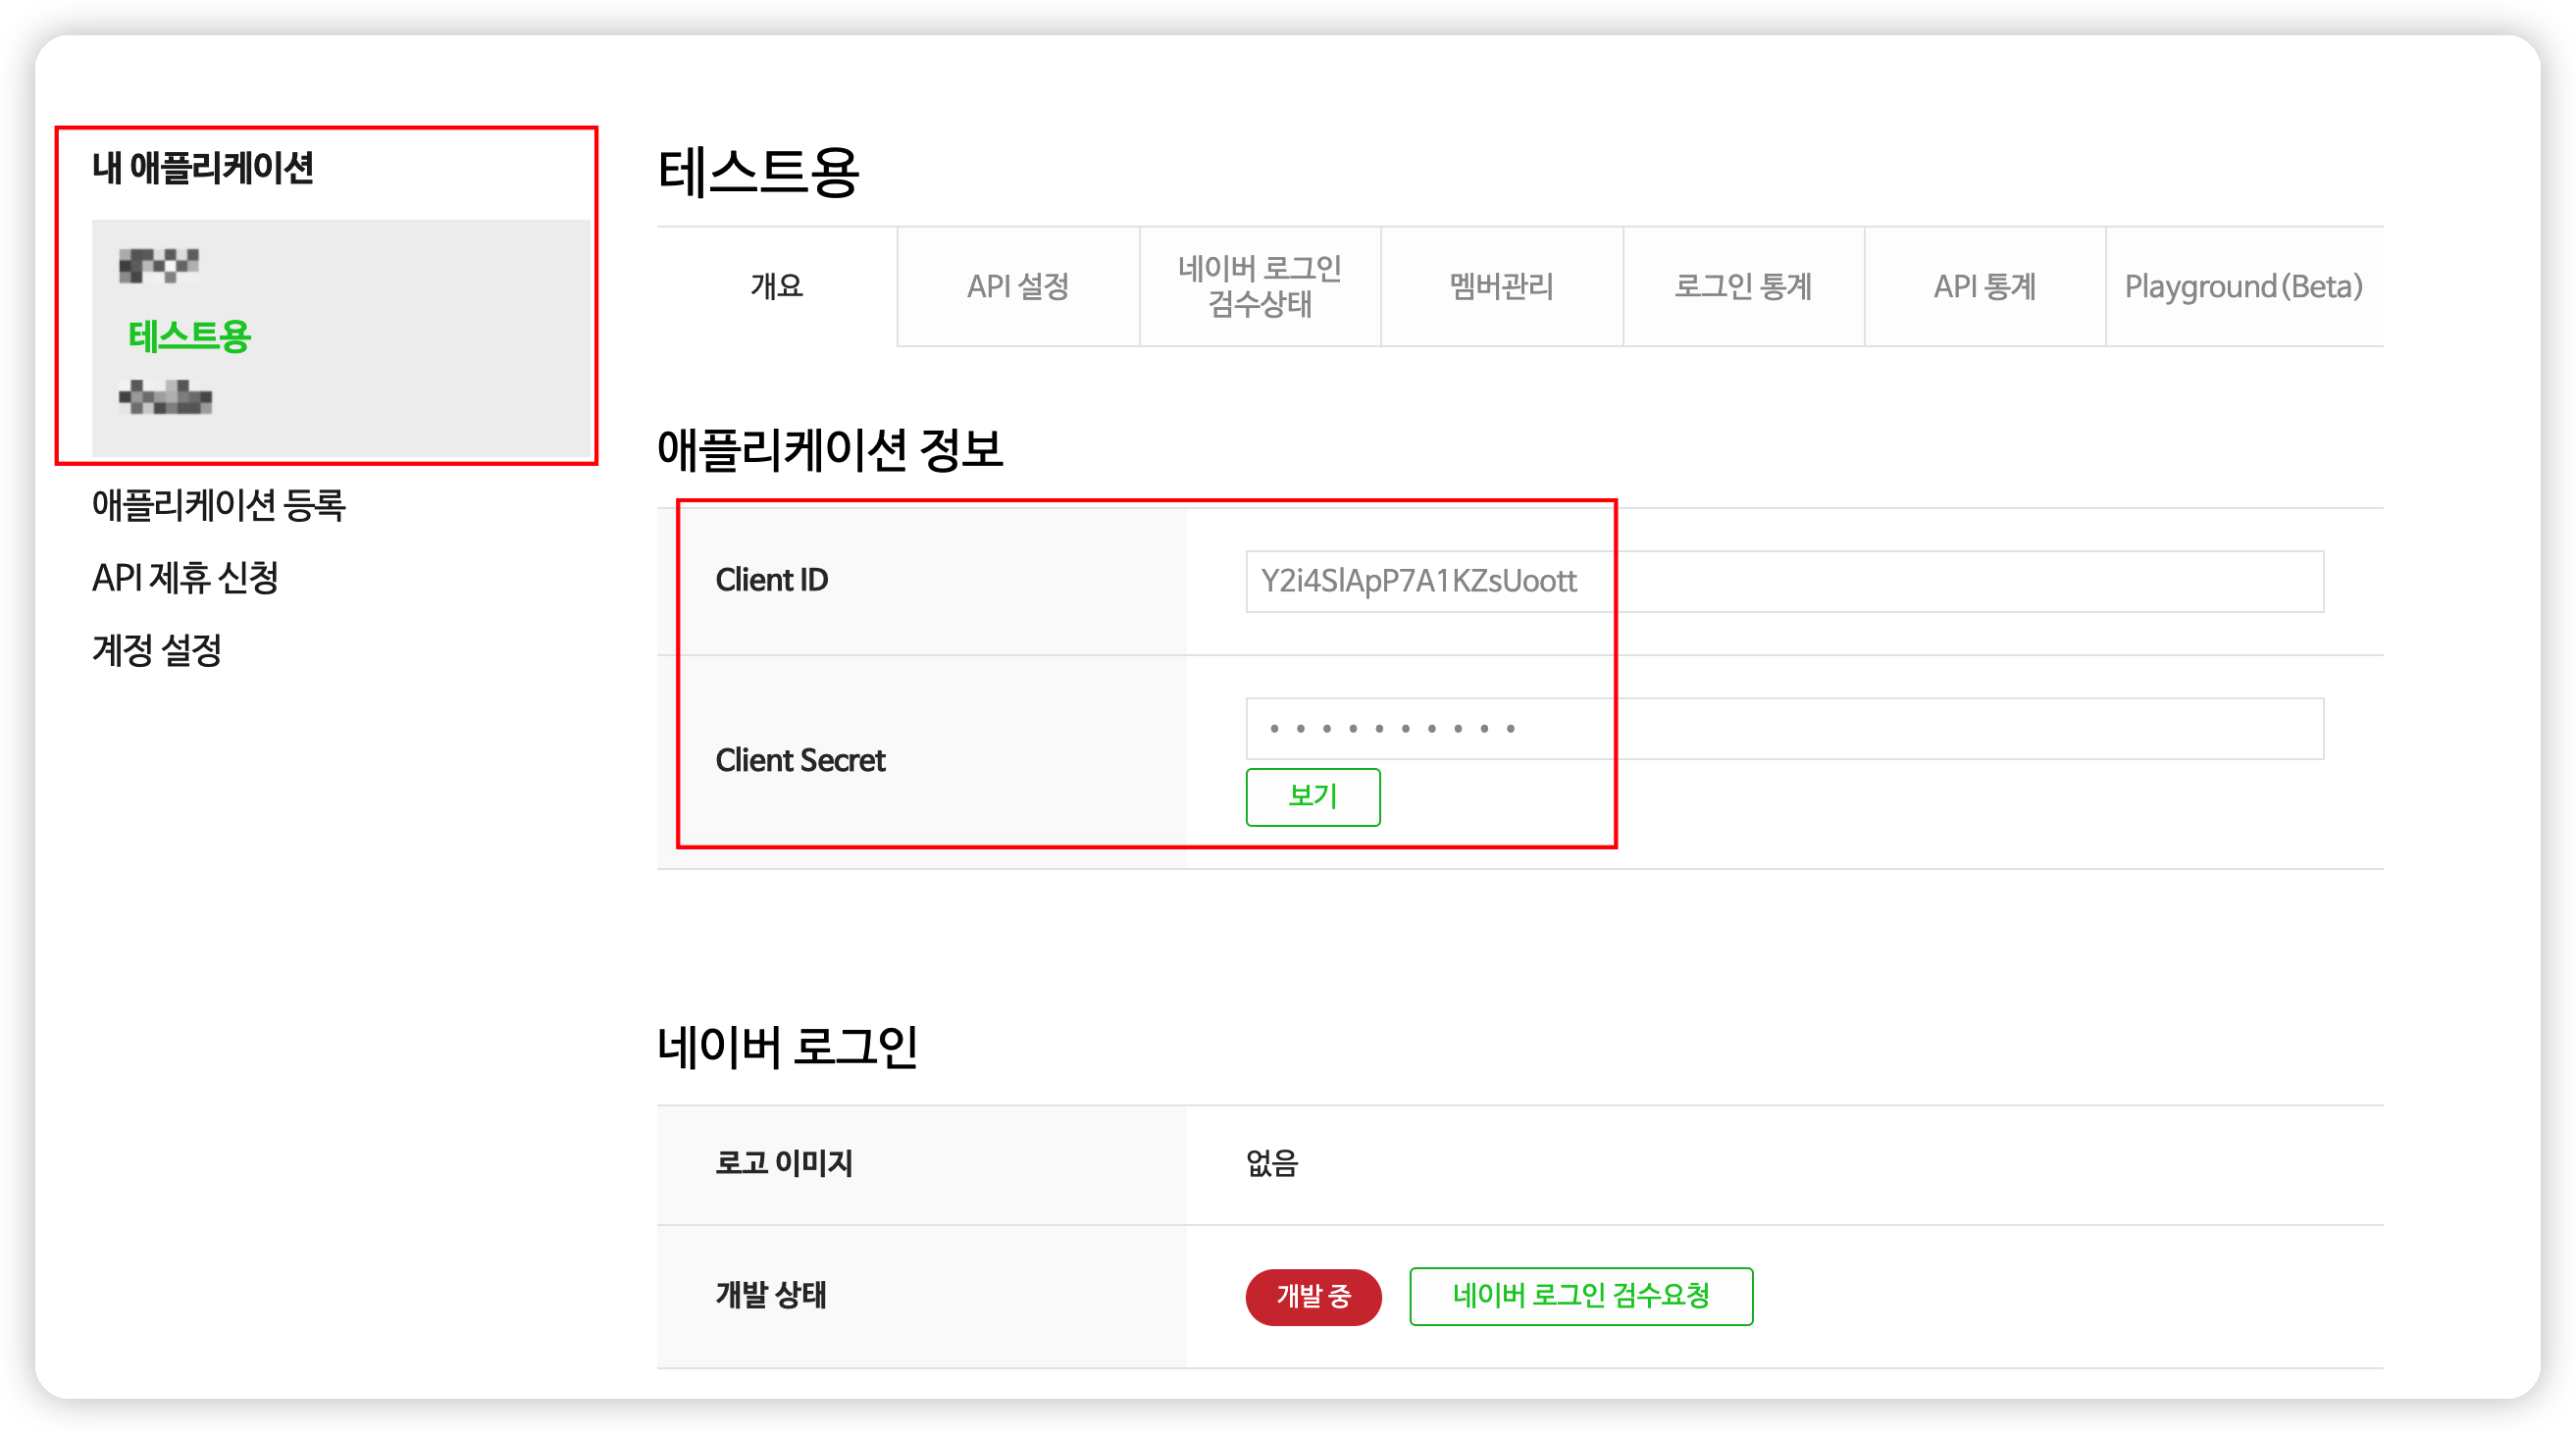 내 애플리케이션
테스트용
애플리케이션 등록
API 제휴 신청
계정 설정
테스트용
개요
API 설정
네이버 로그인
검수상태
멤버관리
로그인 통계
API 통계
Playground(Beta)
애플리케이션 정보
Client ID
Y2i4SlApP7A1KZsUoott
Client Secret
••••••••••
보기
네이버 로그인
로고 이미지
없음
개발 상태
개발 중
네이버 로그인 검수요청